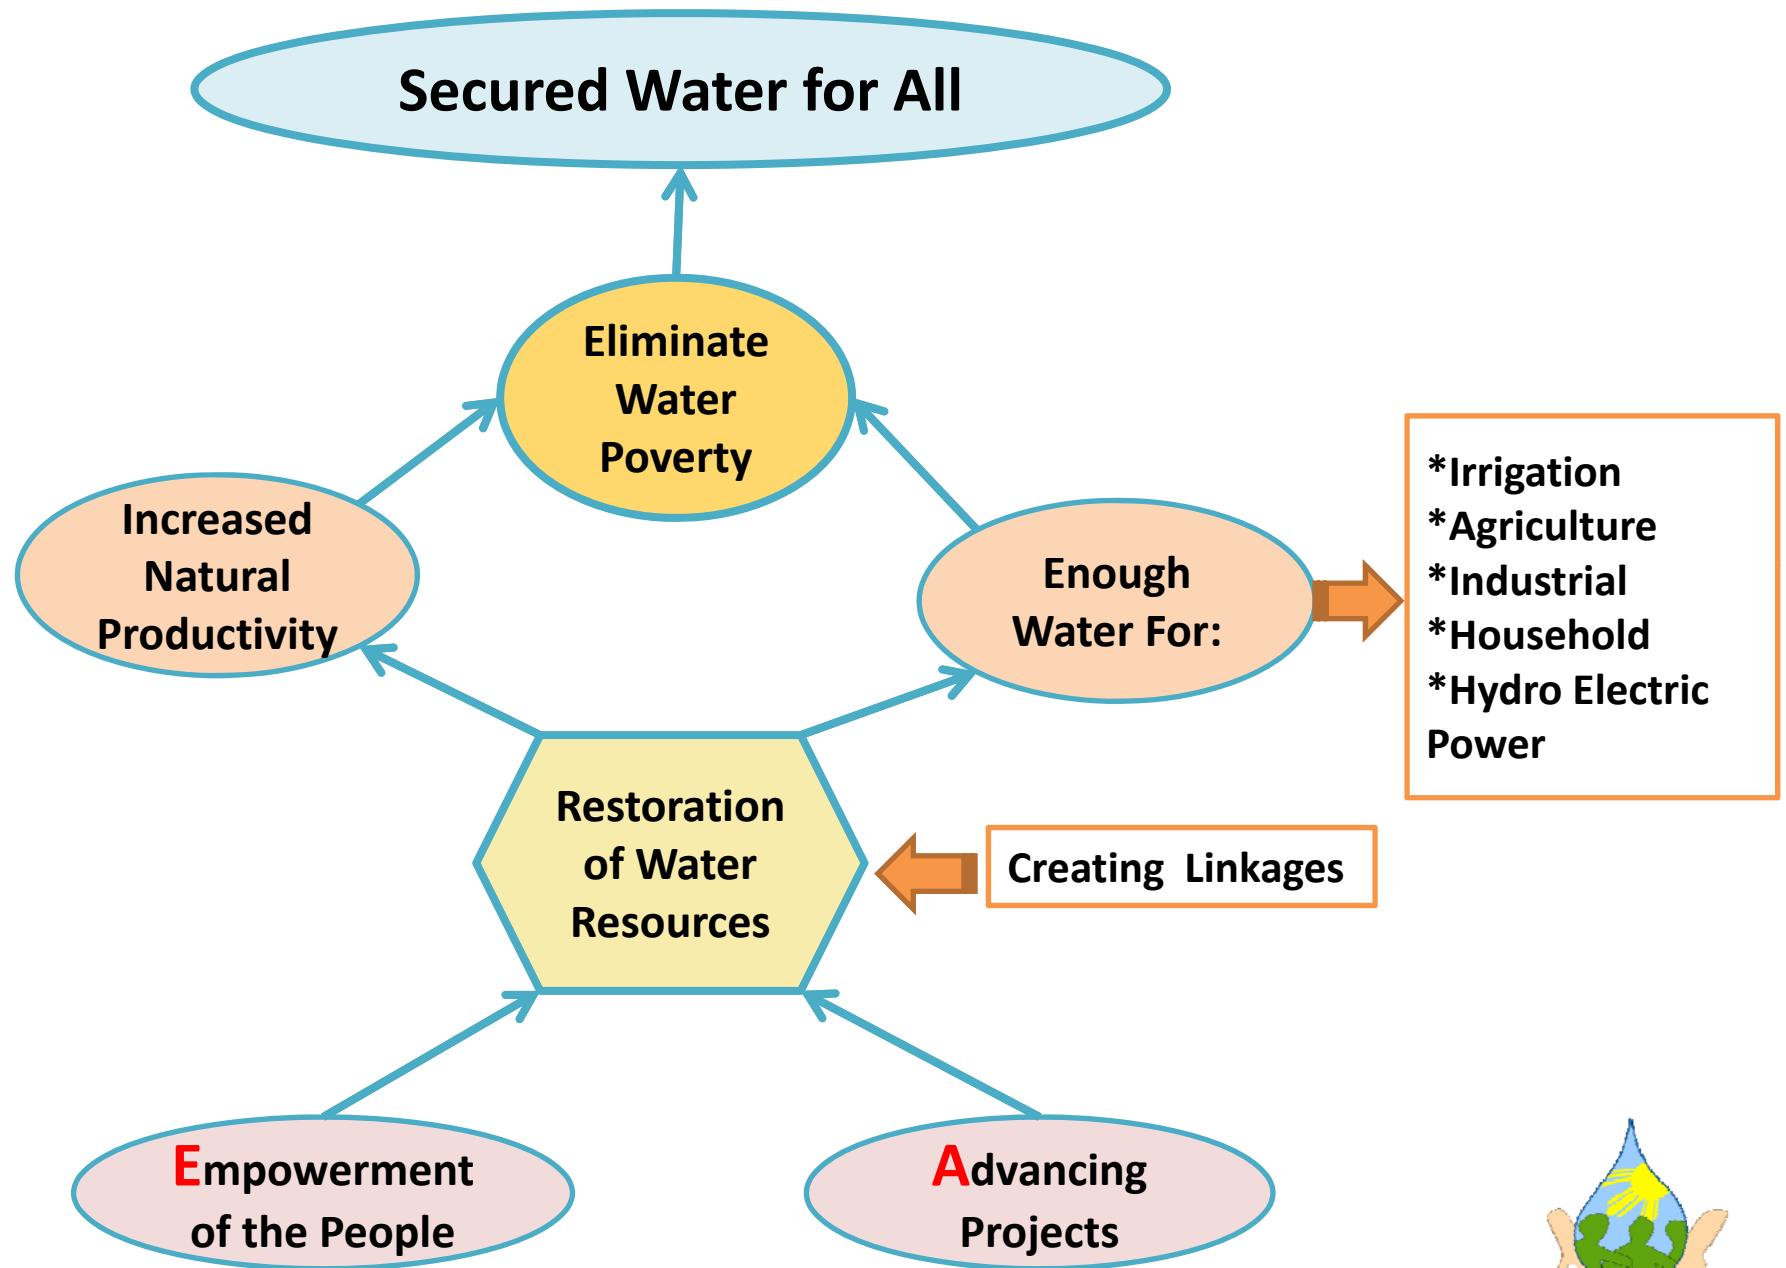 Secured Water for All
Eliminate
Water
Poverty
Increased
Natural
Productivity
Enough
Water For:
*Irrigation
*Agriculture
*Industrial
*Household
*Hydro Electric
Power
Restoration
of Water
Resources
Creating Linkages
Empowerment
of the People
Advancing
Projects